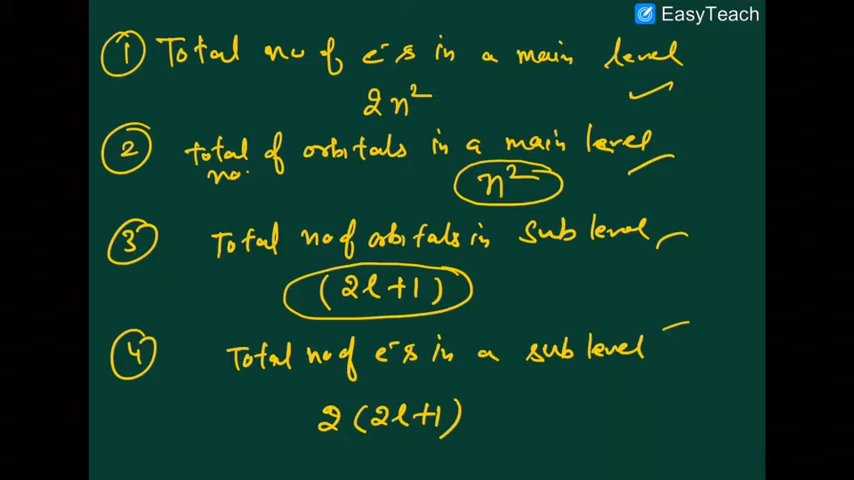 EasyTeach
① Total no of e⁻s in a main level
2n²
② total no. of orbitals in a main level
n²
③ Total no of orbitals in sub level
(2l+1)
④ Total no of e⁻s in a sub level
2(2l+1)